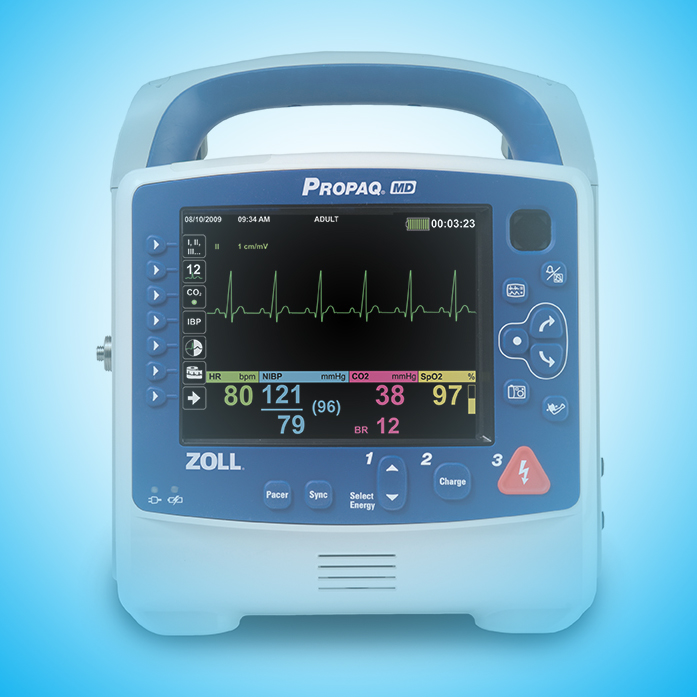 PROPAQ® MD
08/10/2009 09:34 AM ADULT 00:03:23
I, II,
III...
II 1 cm/mV
12
CO₂
IBP
HR bpm NIBP mmHg CO2 mmHg SpO2 %
80 121 38 97
(96)
79 BR 12
ZOLL®
1 2 3
Pacer Sync Select
Energy Charge